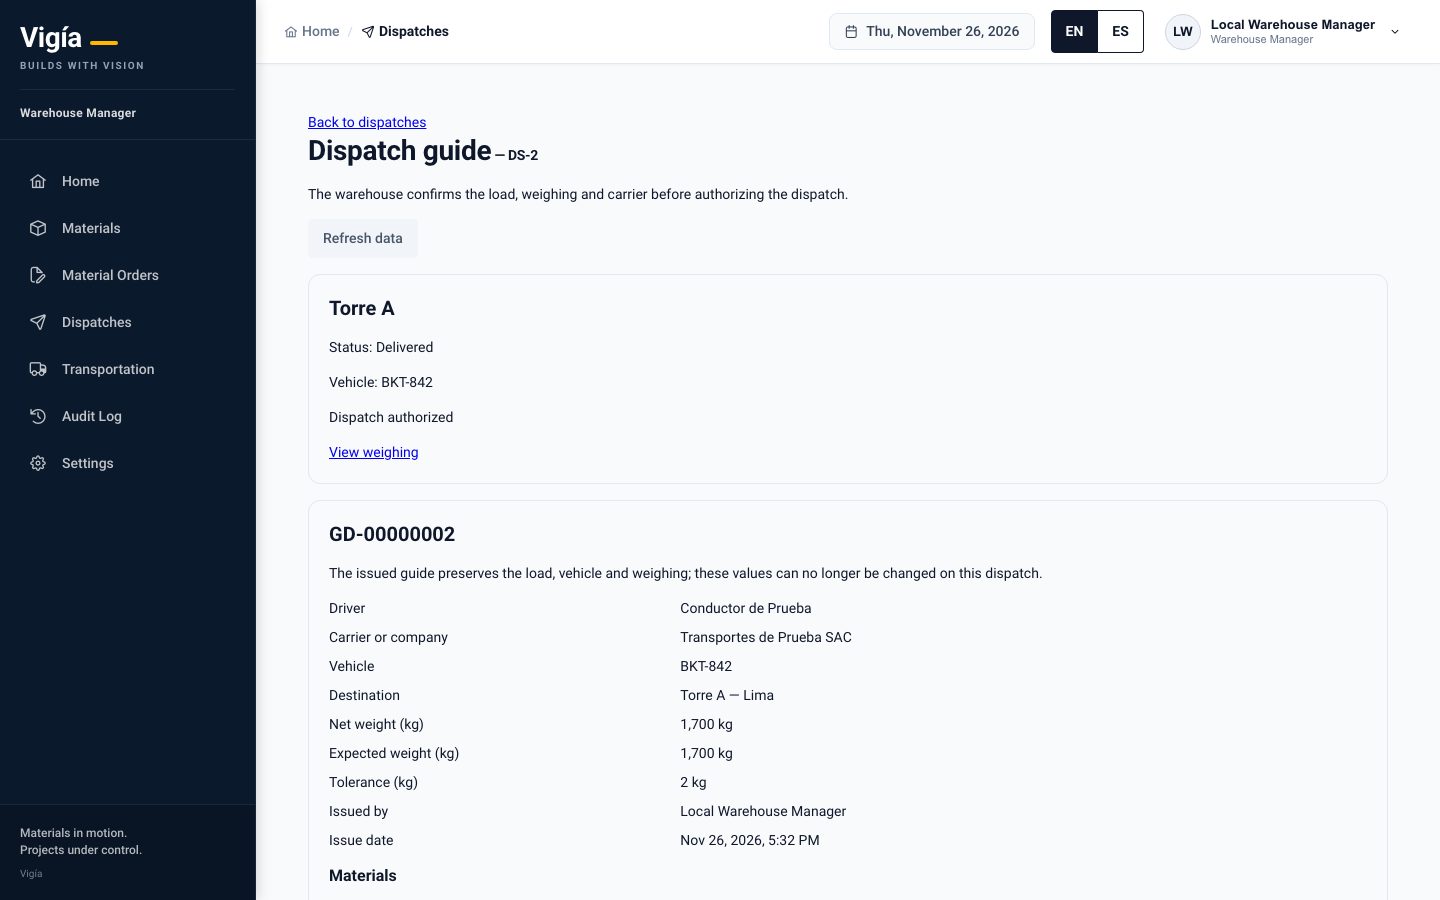 Vigía
BUILDS WITH VISION
Warehouse Manager
Home
Materials
Material Orders
Dispatches
Transportation
Audit Log
Settings
Materials in motion.
Projects under control.
Vigía
Home / Dispatches
Thu, November 26, 2026
EN ES
LW
Local Warehouse Manager
Warehouse Manager
Back to dispatches
Dispatch guide — DS-2
The warehouse confirms the load, weighing and carrier before authorizing the dispatch.
Refresh data
Torre A
Status: Delivered
Vehicle: BKT-842
Dispatch authorized
View weighing
GD-00000002
The issued guide preserves the load, vehicle and weighing; these values can no longer be changed on this dispatch.
Driver Conductor de Prueba
Carrier or company Transportes de Prueba SAC
Vehicle BKT-842
Destination Torre A — Lima
Net weight (kg) 1,700 kg
Expected weight (kg) 1,700 kg
Tolerance (kg) 2 kg
Issued by Local Warehouse Manager
Issue date Nov 26, 2026, 5:32 PM
Materials